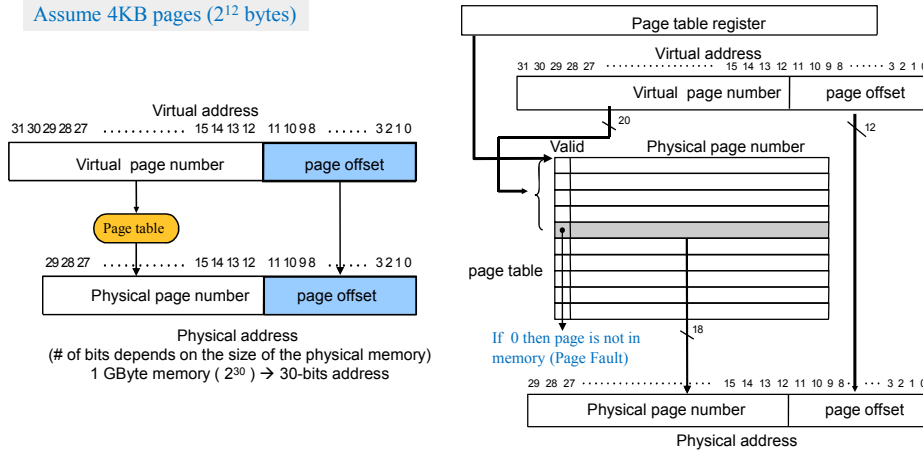 Assume 4KB pages (2¹² bytes)
Virtual address
31 30 29 28 27 ........... 15 14 13 12 11 10 9 8 ...... 3 2 1 0
Virtual page number page offset
Page table
29 28 27 ........... 15 14 13 12 11 10 9 8 ...... 3 2 1 0
Physical page number page offset
Physical address
(# of bits depends on the size of the physical memory)
1 GByte memory ( 2³⁰ ) → 30-bits address
Page table register
Virtual address
31 30 29 28 27 ........................ 15 14 13 12 11 10 9 8 ...... 3 2 1 0
Virtual page number page offset
20
12
Valid Physical page number
page table
18
If 0 then page is not in
memory (Page Fault)
29 28 27 ........................ 15 14 13 12 11 10 9 8 ...... 3 2 1 0
Physical page number page offset
Physical address